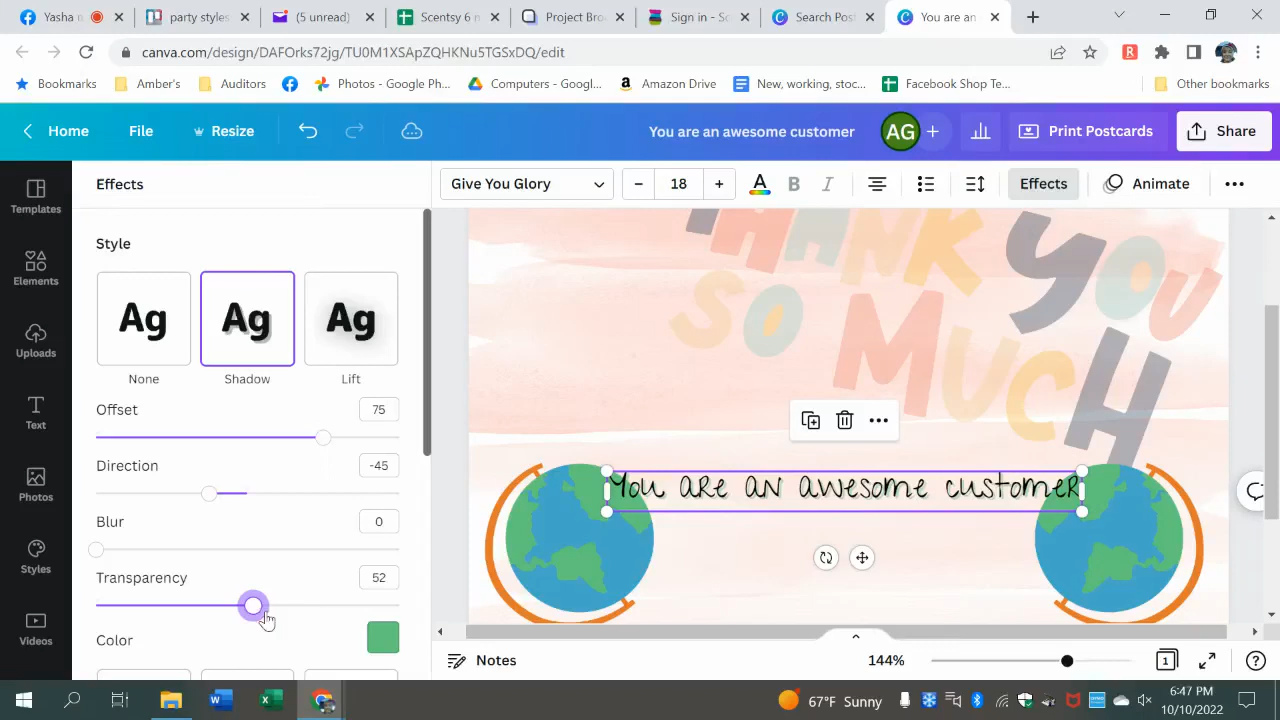 Yasha n
party styles
(5 unread)
Scentsy 6 m
Project Bro
Sign in - Sc
Search Post
You are an
canva.com/design/DAFOrks72jg/TU0M1XSApZQHKNu5TGSxDQ/edit
Bookmarks
Amber's
Auditors
Photos - Google Ph...
Computers - Googl...
Amazon Drive
New, working, stoc...
Facebook Shop Te...
Other bookmarks
Home
File
Resize
You are an awesome customer
AG
Print Postcards
Share
Effects
Give You Glory
18
A
B
I
Effects
Animate
Templates
Elements
Uploads
Text
Photos
Styles
Videos
Style
Ag
Ag
Ag
None
Shadow
Lift
Offset
75
Direction
-45
Blur
0
Transparency
52
Color
THANK YOU
SO MUCH
You are an awesome customer
Notes
144%
1
67°F Sunny
6:47 PM
10/10/2022